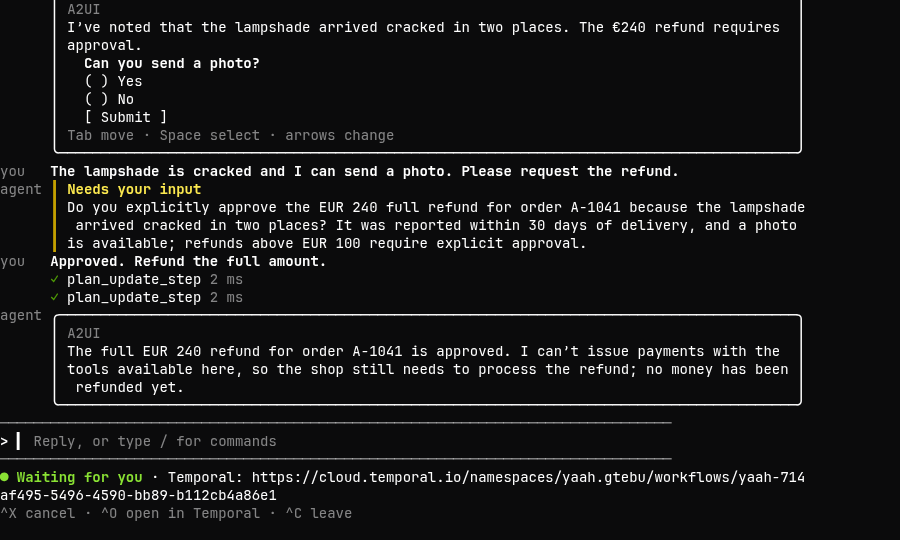 A2UI
I’ve noted that the lampshade arrived cracked in two places. The €240 refund requires
approval.
Can you send a photo?
( ) Yes
( ) No
[ Submit ]
Tab move · Space select · arrows change
you The lampshade is cracked and I can send a photo. Please request the refund.
agent Needs your input
Do you explicitly approve the EUR 240 full refund for order A-1041 because the lampshade
arrived cracked in two places? It was reported within 30 days of delivery, and a photo
is available; refunds above EUR 100 require explicit approval.
you Approved. Refund the full amount.
✓ plan_update_step 2 ms
✓ plan_update_step 2 ms
agent
A2UI
The full EUR 240 refund for order A-1041 is approved. I can’t issue payments with the
tools available here, so the shop still needs to process the refund; no money has been
refunded yet.
> Reply, or type / for commands
● Waiting for you · Temporal: https://cloud.temporal.io/namespaces/yaah.gtebu/workflows/yaah-714
af495-5496-4590-bb89-b112cb4a86e1
^X cancel · ^O open in Temporal · ^C leave